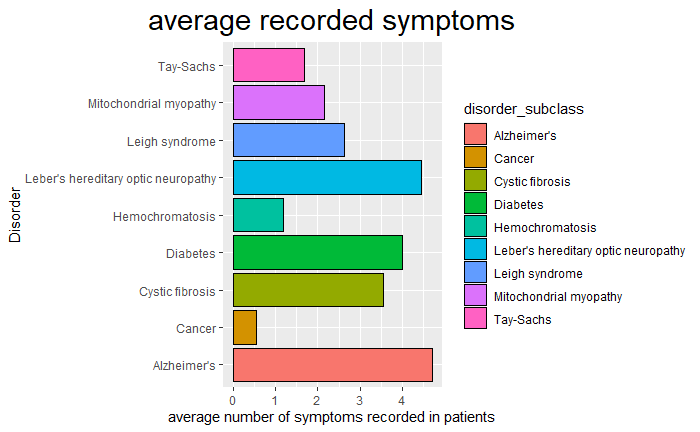 average recorded symptoms
Disorder
Tay-Sachs
Mitochondrial myopathy
Leigh syndrome
Leber's hereditary optic neuropathy
Hemochromatosis
Diabetes
Cystic fibrosis
Cancer
Alzheimer's
0 1 2 3 4
average number of symptoms recorded in patients
disorder_subclass
Alzheimer's
Cancer
Cystic fibrosis
Diabetes
Hemochromatosis
Leber's hereditary optic neuropathy
Leigh syndrome
Mitochondrial myopathy
Tay-Sachs